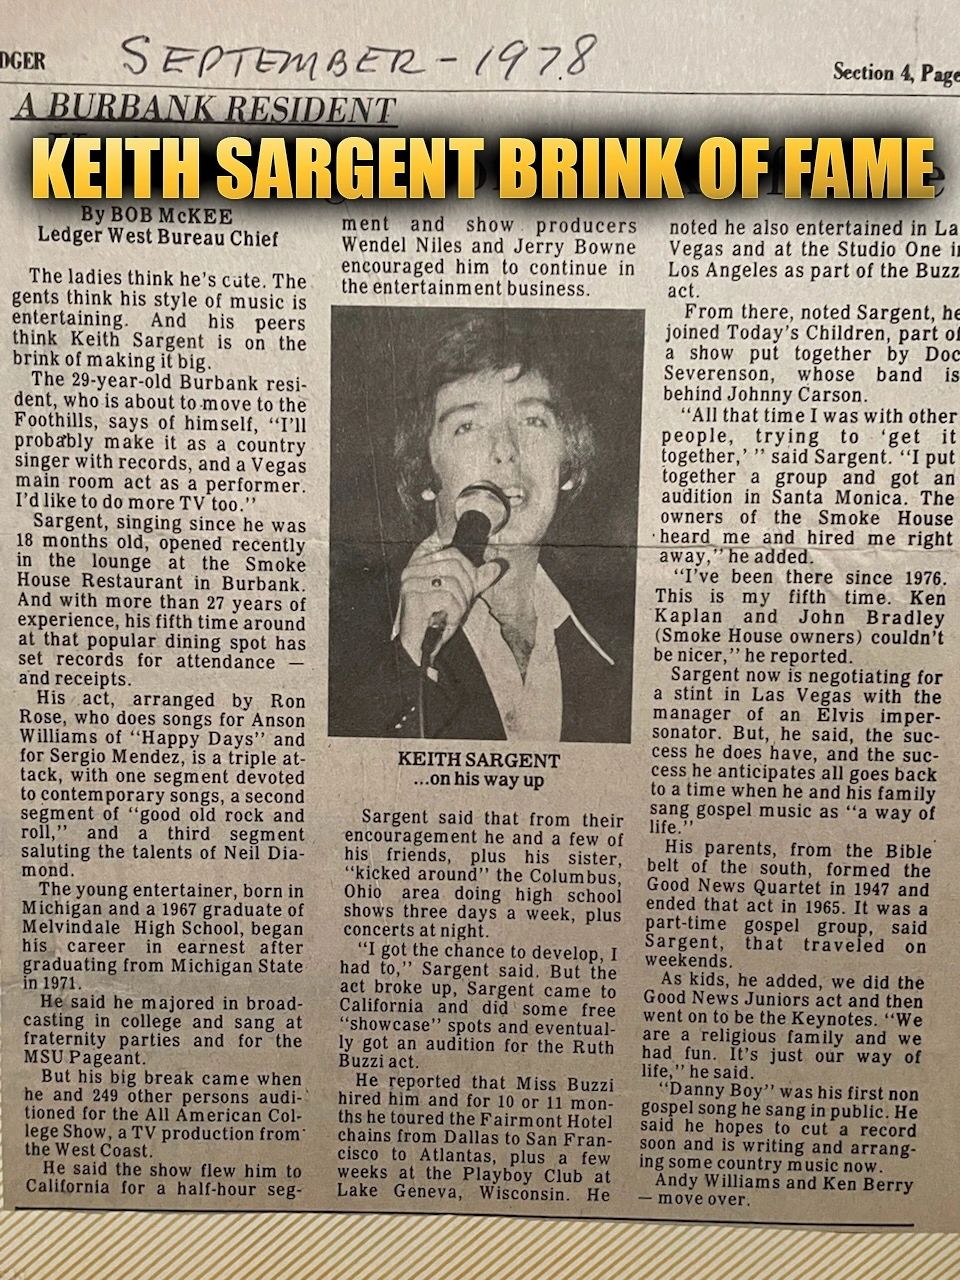 DGER
SEPTEMBER - 1978
Section 4, Page
A BURBANK RESIDENT
KEITH SARGENT BRINK OF FAME
By BOB McKEE
Ledger West Bureau Chief
The ladies think he's cute. The
gents think his style of music is
entertaining. And his peers
think Keith Sargent is on the
brink of making it big.
The 29-year-old Burbank resi-
dent, who is about to move to the
Foothills, says of himself, "I'll
probably make it as a country
singer with records, and a Vegas
main room act as a performer.
I'd like to do more TV too."
Sargent, singing since he was
18 months old, opened recently
in the lounge at the Smoke
House Restaurant in Burbank.
And with more than 27 years of
experience, his fifth time around
at that popular dining spot has
set records for attendance —
and receipts.
His act, arranged by Ron
Rose, who does songs for Anson
Williams of "Happy Days" and
for Sergio Mendez, is a triple at-
tack, with one segment devoted
to contemporary songs, a second
segment of "good old rock and
roll," and a third segment
saluting the talents of Neil Dia-
mond.
The young entertainer, born in
Michigan and a 1967 graduate of
Melvindale High School, began
his career in earnest after
graduating from Michigan State
in 1971.
He said he majored in broad-
casting in college and sang at
fraternity parties and for the
MSU Pageant.
But his big break came when
he and 249 other persons audi-
tioned for the All American Col-
lege Show, a TV production from
the West Coast.
He said the show flew him to
California for a half-hour seg-
ment and show producers
Wendel Niles and Jerry Bowne
encouraged him to continue in
the entertainment business.
KEITH SARGENT
...on his way up
Sargent said that from their
encouragement he and a few of
his friends, plus his sister,
"kicked around" the Columbus,
Ohio area doing high school
shows three days a week, plus
concerts at night.
"I got the chance to develop, I
had to," Sargent said. But the
act broke up, Sargent came to
California and did some free
"showcase" spots and eventual-
ly got an audition for the Ruth
Buzzi act.
He reported that Miss Buzzi
hired him and for 10 or 11 mon-
ths he toured the Fairmont Hotel
chains from Dallas to San Fran-
cisco to Atlantas, plus a few
weeks at the Playboy Club at
Lake Geneva, Wisconsin. He
noted he also entertained in La
Vegas and at the Studio One i
Los Angeles as part of the Buzz
act.
From there, noted Sargent, he
joined Today's Children, part of
a show put together by Doc
Severenson, whose band is
behind Johnny Carson.
"All that time I was with other
people, trying to 'get it
together,' " said Sargent. "I put
together a group and got an
audition in Santa Monica. The
owners of the Smoke House
heard me and hired me right
away," he added.
"I've been there since 1976.
This is my fifth time. Ken
Kaplan and John Bradley
(Smoke House owners) couldn't
be nicer," he reported.
Sargent now is negotiating for
a stint in Las Vegas with the
manager of an Elvis imper-
sonator. But, he said, the suc-
cess he does have, and the suc-
cess he anticipates all goes back
to a time when he and his family
sang gospel music as "a way of
life."
His parents, from the Bible
belt of the south, formed the
Good News Quartet in 1947 and
ended that act in 1965. It was a
part-time gospel group, said
Sargent, that traveled on
weekends.
As kids, he added, we did the
Good News Juniors act and then
went on to be the Keynotes. "We
are a religious family and we
had fun. It's just our way of
life," he said.
"Danny Boy" was his first non
gospel song he sang in public. He
said he hopes to cut a record
soon and is writing and arrang-
ing some country music now.
Andy Williams and Ken Berry
— move over.